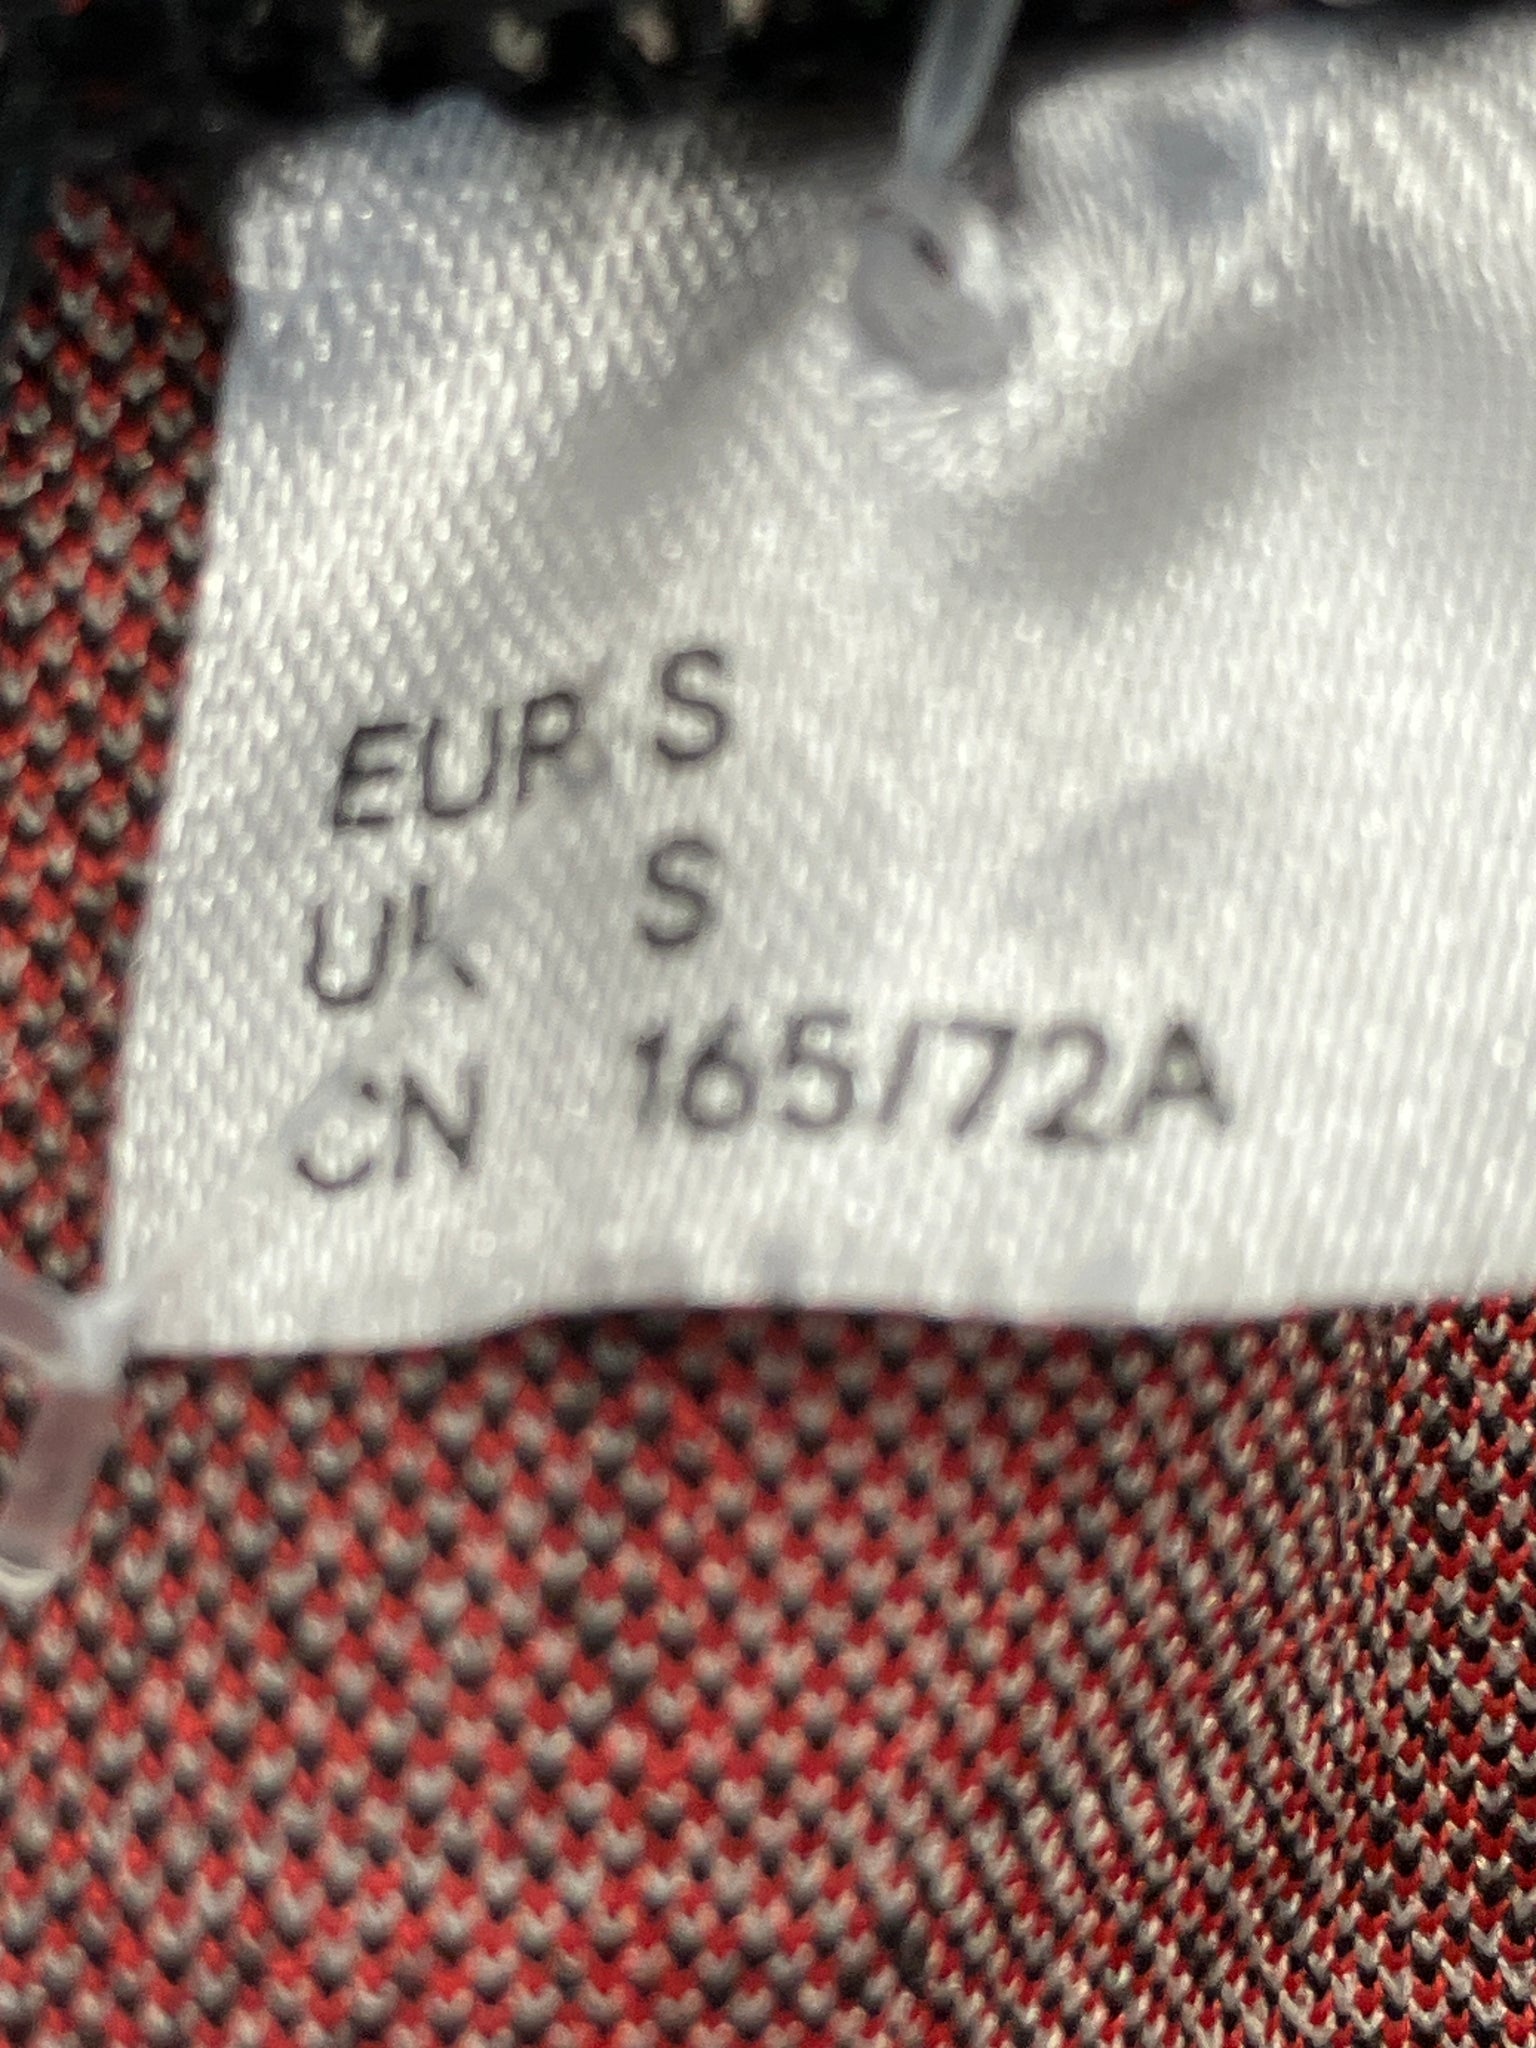 EUR S
UK S
CN 165/72A